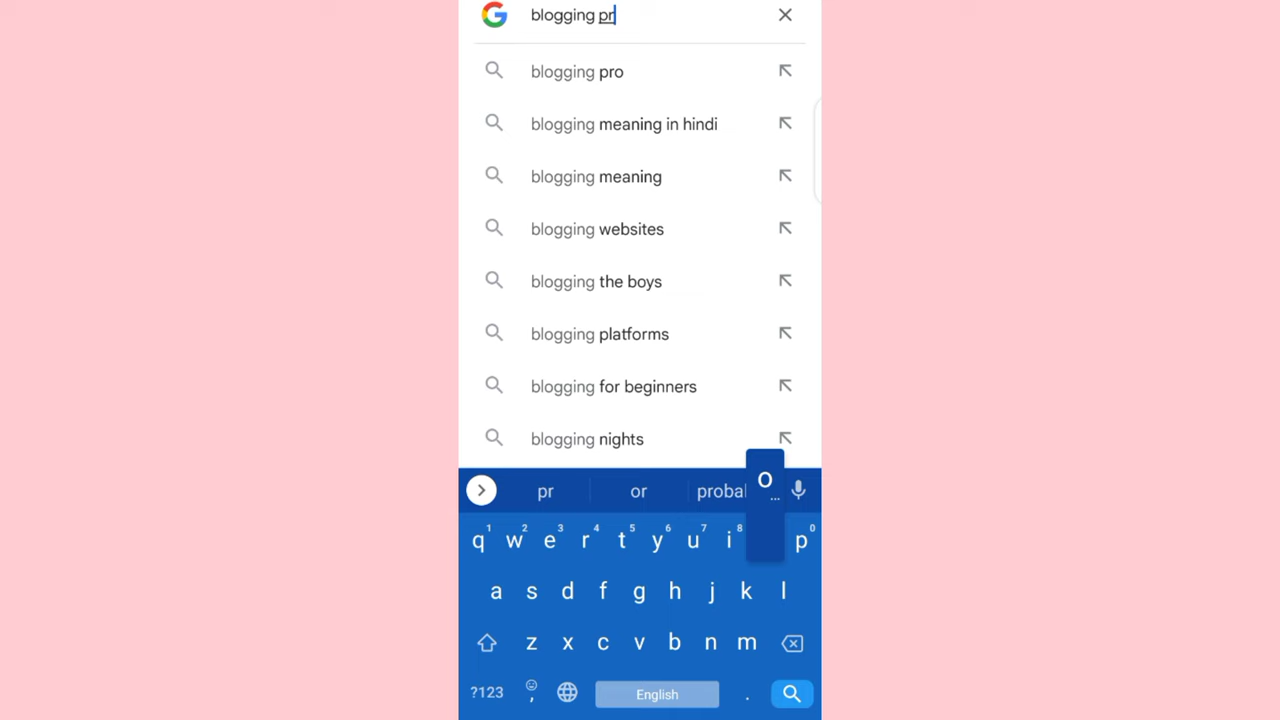 blogging pr
blogging pro
blogging meaning in hindi
blogging meaning
blogging websites
blogging the boys
blogging platforms
blogging for beginners
blogging nights
pr or probal
o
...
1 2 3 4 5 6 7 8 0
q w e r t y u i p
a s d f g h j k l
z x c v b n m
?123 , English .